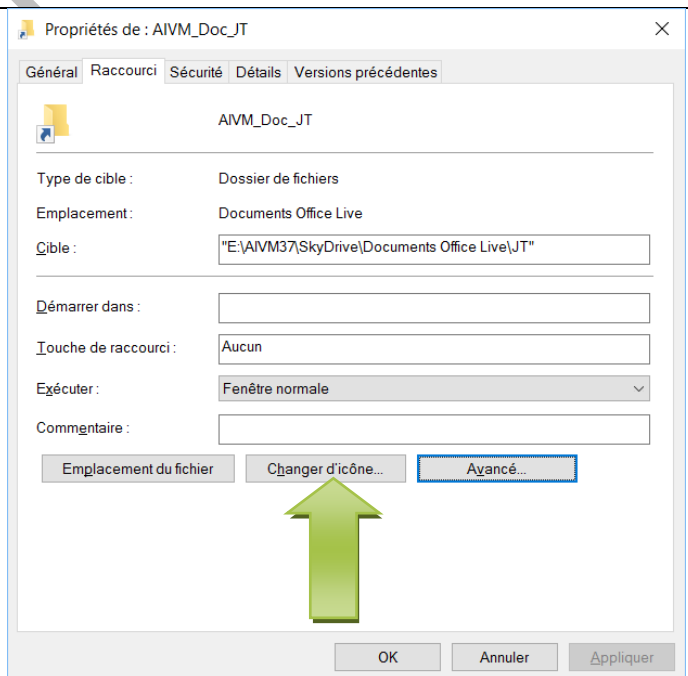 Propriétés de : AIVM_Doc_JT
Général Raccourci Sécurité Détails Versions précédentes
AIVM_Doc_JT
Type de cible : Dossier de fichiers
Emplacement : Documents Office Live
Cible : "E:\AIVM37\SkyDrive\Documents Office Live\JT"
Démarrer dans :
Touche de raccourci : Aucun
Exécuter : Fenêtre normale
Commentaire :
Emplacement du fichier Changer d'icône... Avancé...
OK Annuler Appliquer